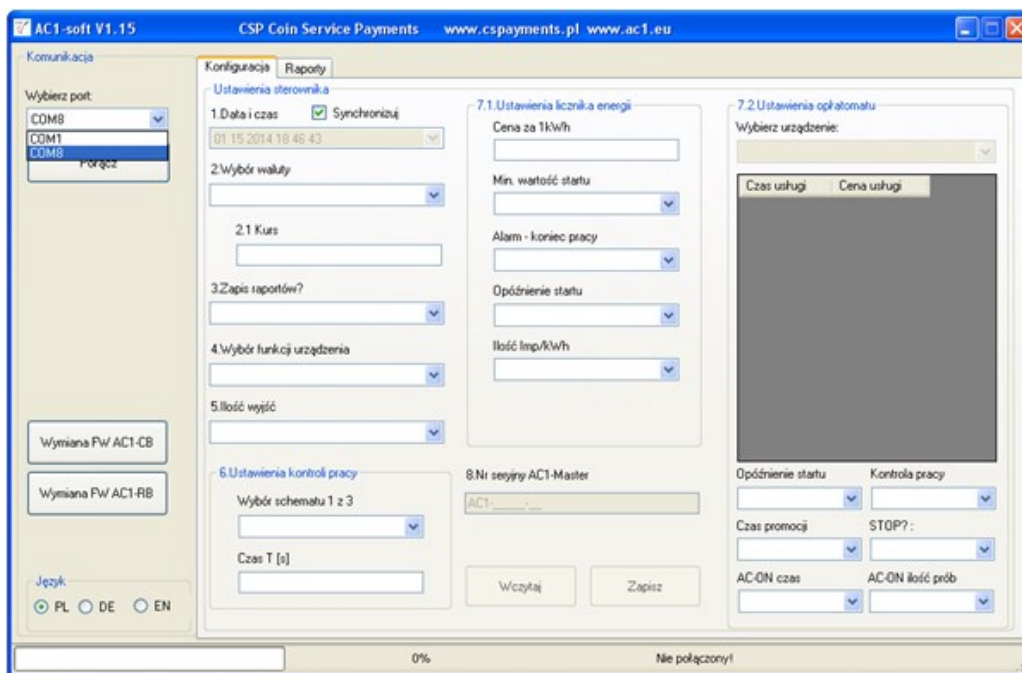 AC1-soft V1.15 CSP Coin Service Payments www.cspayments.pl www.ac1.eu
Komunikacja
Wybierz port:
COM8
COM1
COM8
Połącz
Wymiana FW AC1-CB
Wymiana FW AC1-RB
Język
PL DE EN
Konfiguracja Raporty
Ustawienia sterownika
1.Data i czas Synchronizuj
01 15 2014 18 46 43
2.Wybór waluty
2.1 Kurs
3.Zapis raportów?
4.Wybór funkcji urządzenia
5.Ilość wyjść
6.Ustawienia kontroli pracy
Wybór schematu 1 z 3
Czas T [s]
7.1.Ustawienia licznika energii
Cena za 1kWh
Min. wartość startu
Alarm - koniec pracy
Opóźnienie startu
Ilość Imp/kWh
8.Nr seryjny AC1-Master
AC1-_____-__
Wczytaj Zapisz
7.2.Ustawienia opłatomatu
Wybierz urządzenie:
Czas usługi Cena usługi
Opóźnienie startu Kontrola pracy
Czas promocji STOP? :
AC-ON czas AC-ON ilość prób
0% Nie połączony!